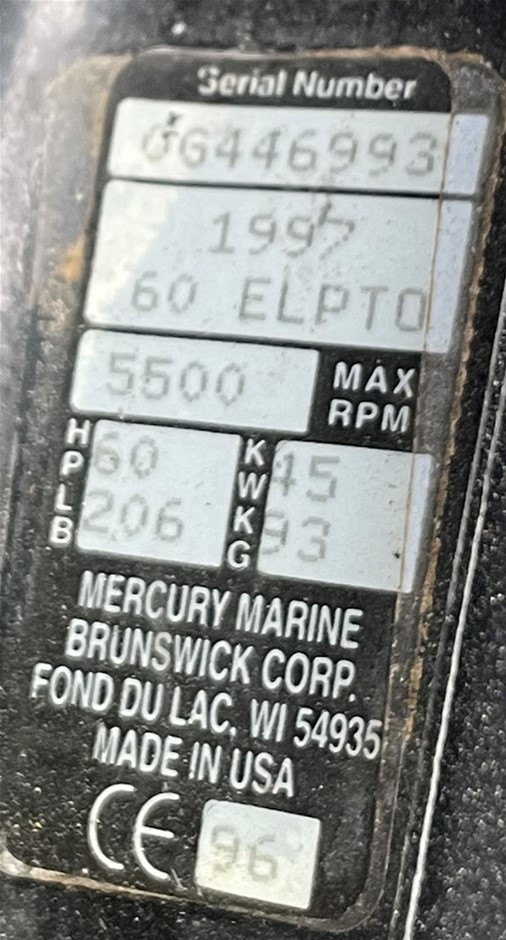 Serial Number
0G446993
1997
60 ELPTO
5500 MAX RPM
HP 60 KW 45
LB 206 KG 93
MERCURY MARINE
BRUNSWICK CORP.
FOND DU LAC, WI 54935
MADE IN USA
CE 96